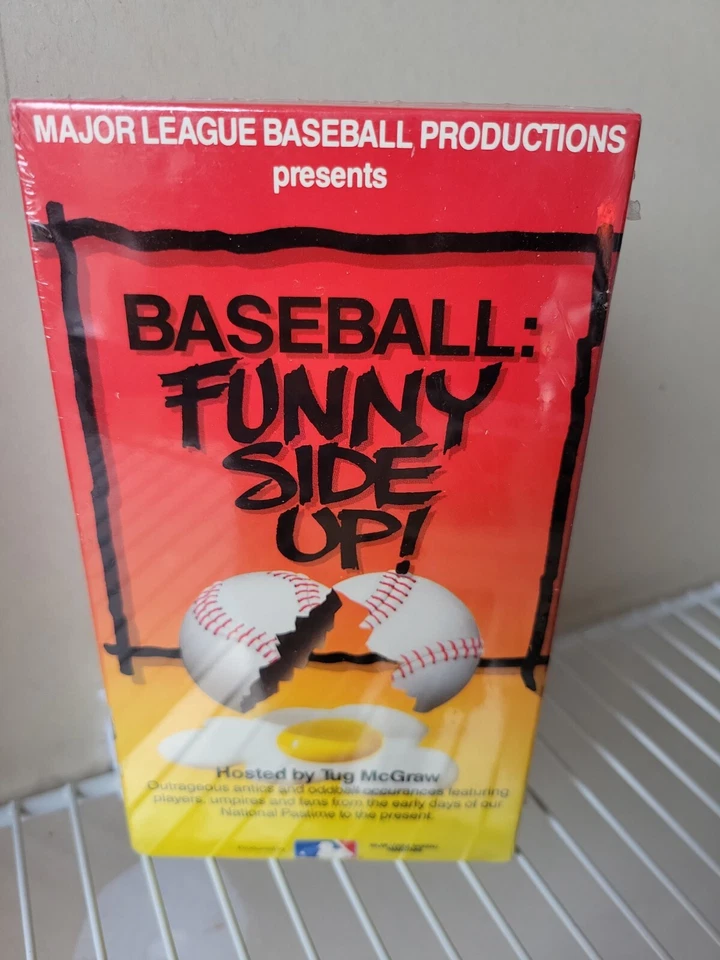 MAJOR LEAGUE BASEBALL PRODUCTIONS
presents
BASEBALL:
FUNNY
SIDE
UP!
Hosted by Tug McGraw
Outrageous antics and oddball occurances featuring
players, umpires and fans from the early days of our
National Pastime to the present.